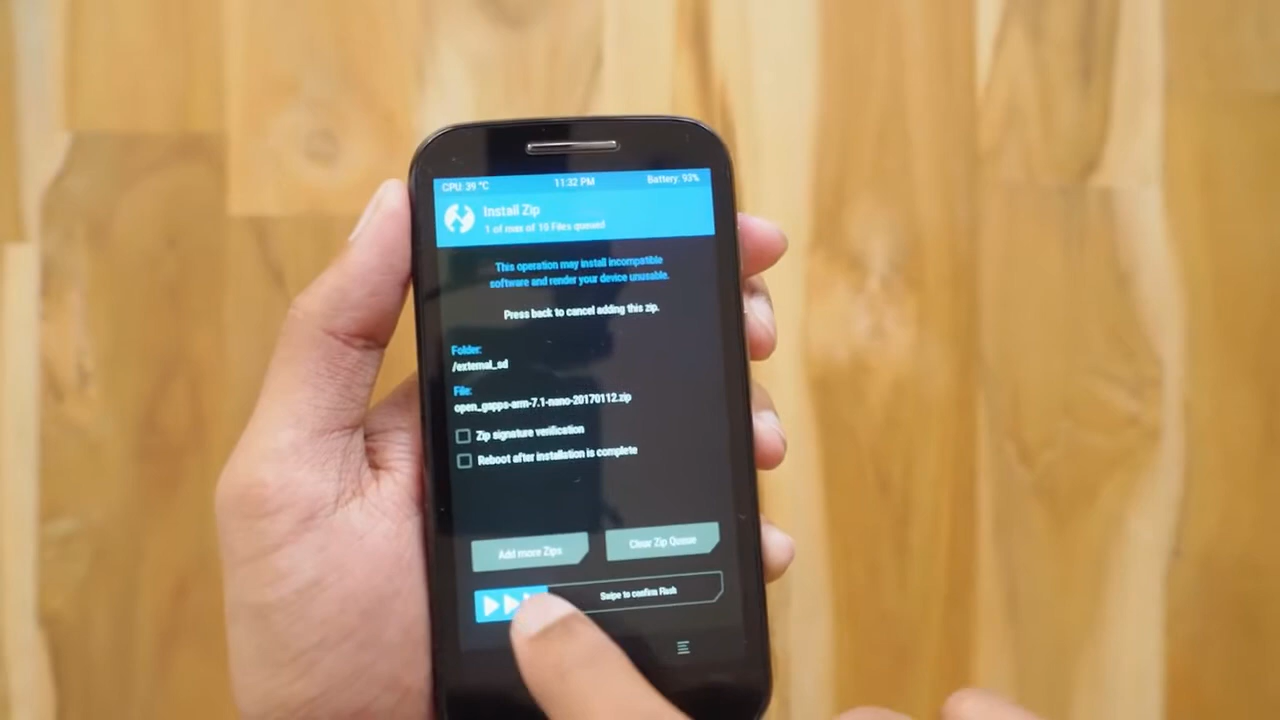 CPU: 39 °C 11:32 PM Battery: 93%
Install Zip
1 of max of 10 Files queued
This operation may install incompatible
software and render your device unusable.
Press back to cancel adding this zip.
Folder:
/external_sd
File:
open_gapps-arm-7.1-nano-20170112.zip
Zip signature verification
Reboot after installation is complete
Add more Zips Clear Zip Queue
Swipe to confirm Flash